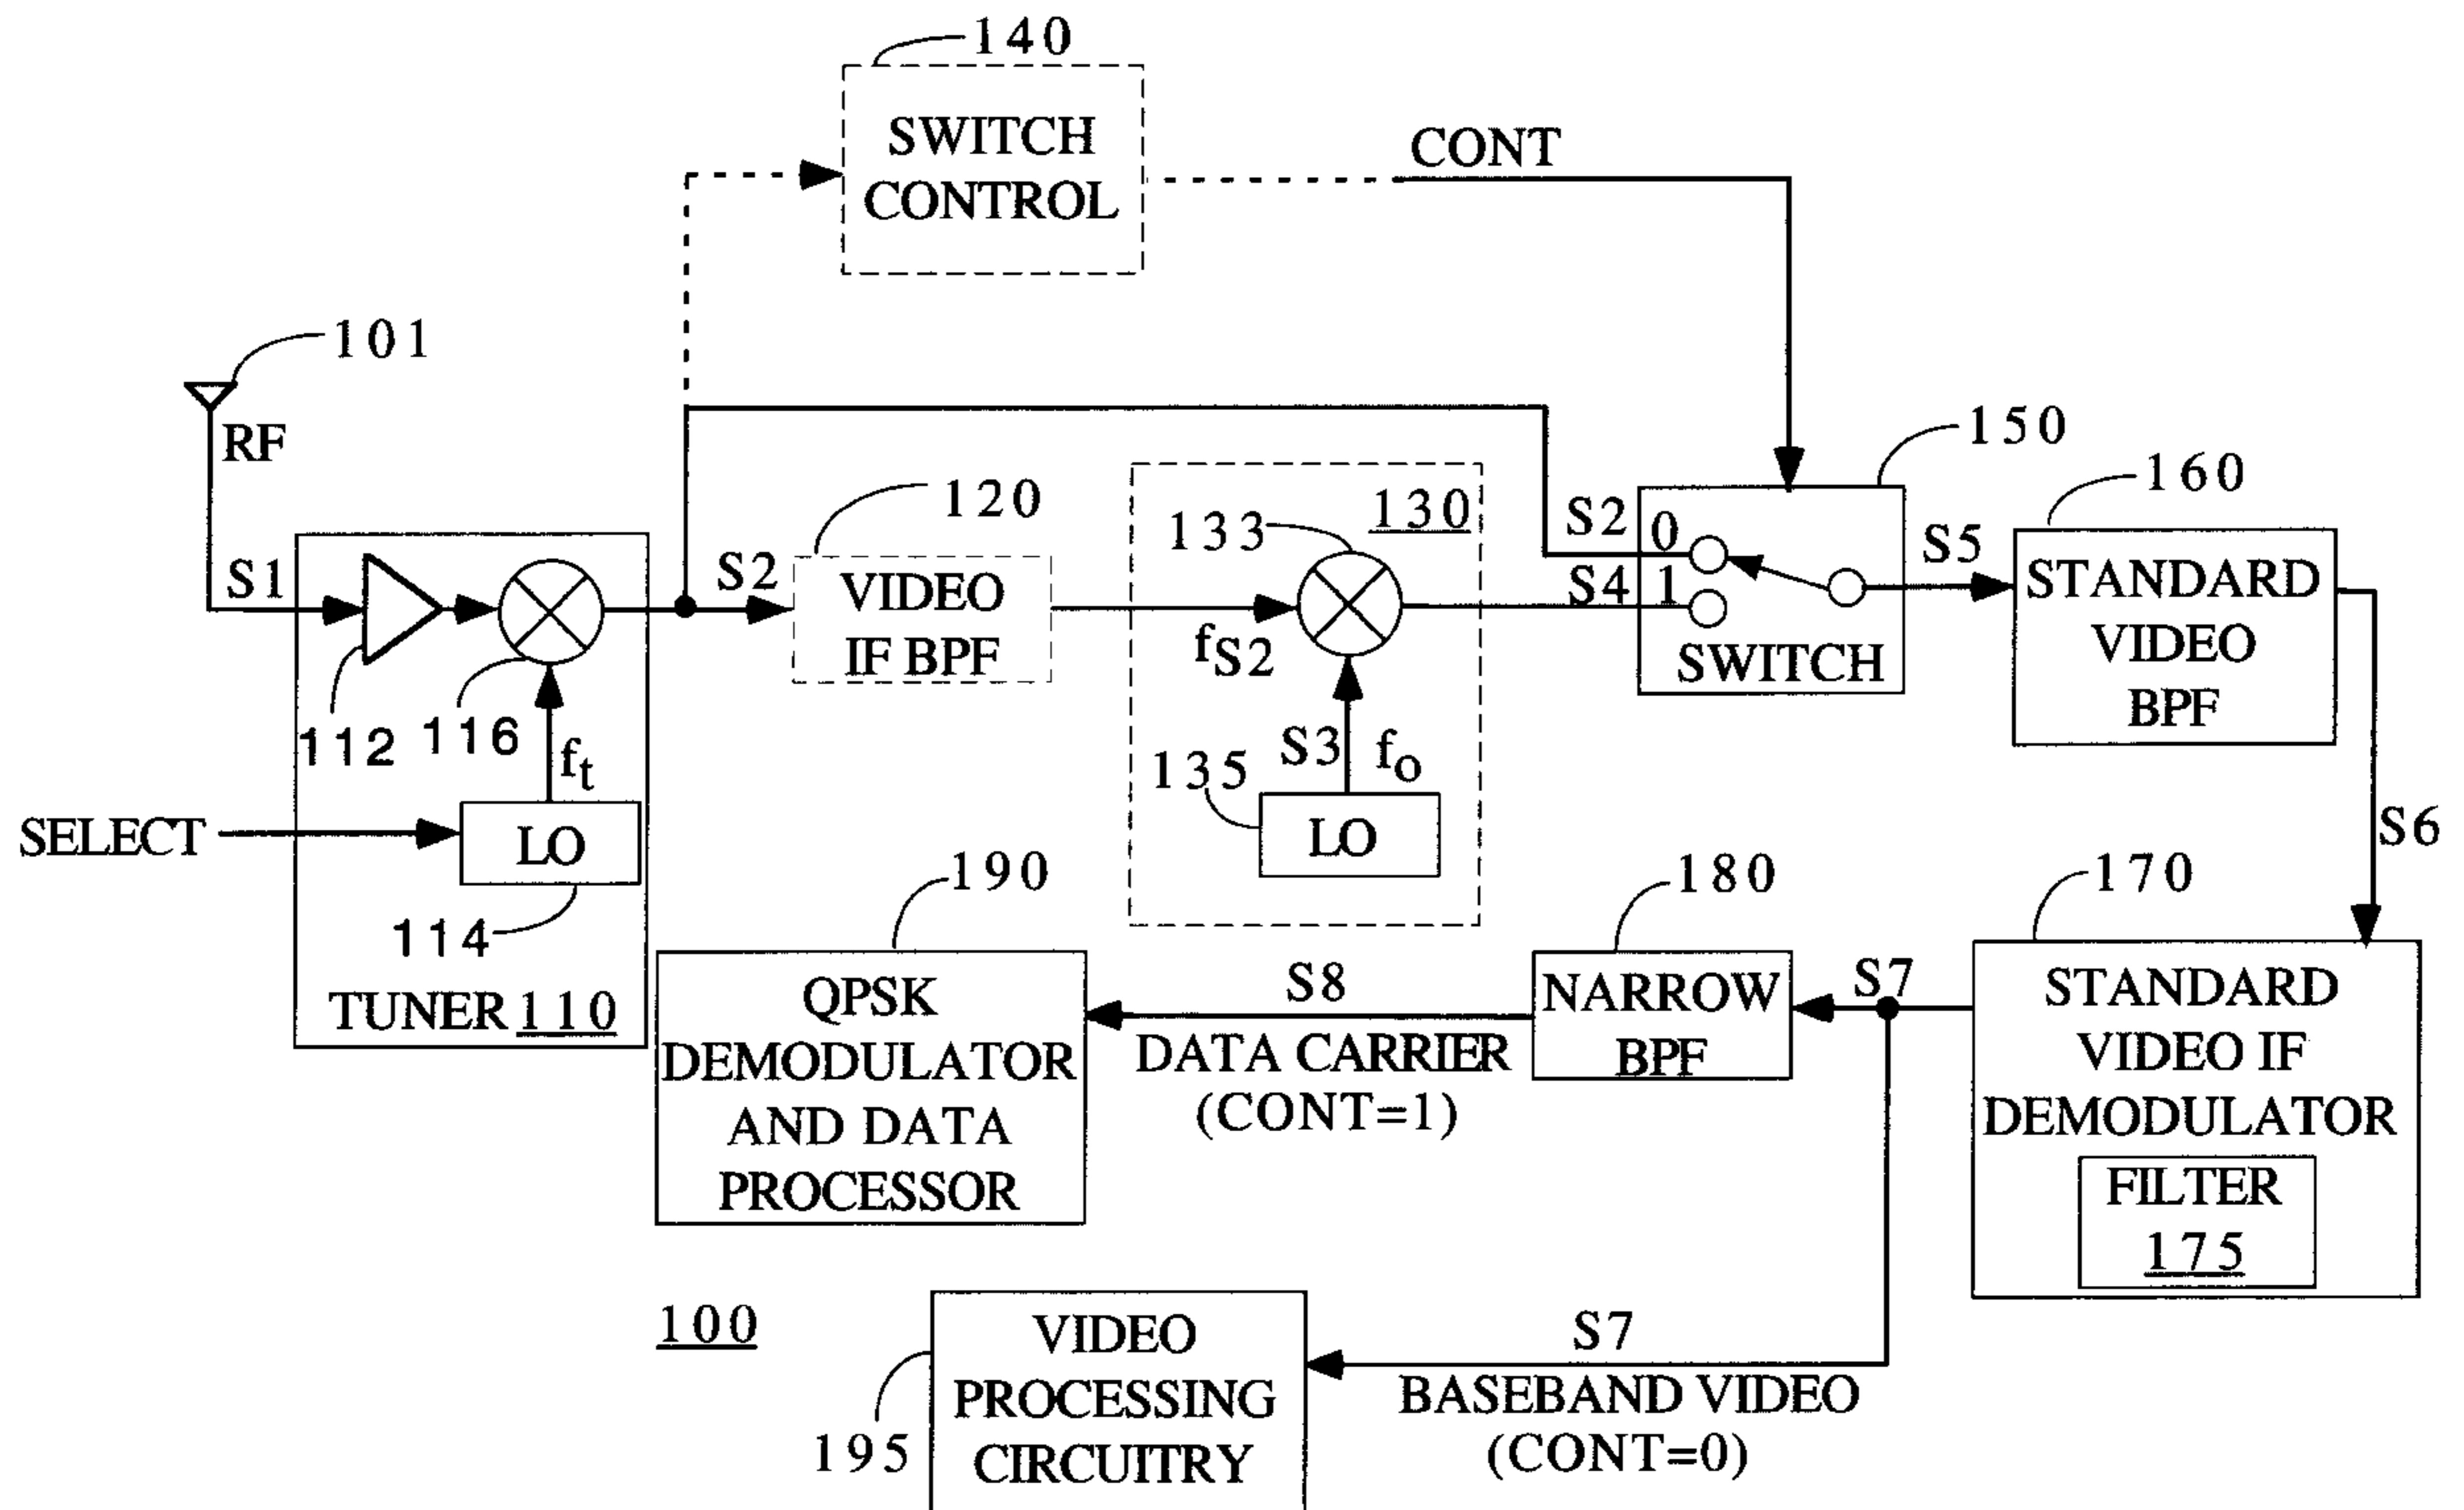 140
SWITCH
CONTROL
CONT
101
RF
150
160
120
133
130
S2 0
S4 1
S5
SWITCH
STANDARD
VIDEO
BPF
S1
S2
VIDEO
IF BPF
fS2
112
116
ft
135
S3
fo
LO
SELECT
LO
114
TUNER 110
S6
190
180
170
QPSK
DEMODULATOR
AND DATA
PROCESSOR
S8
DATA CARRIER
(CONT=1)
NARROW
BPF
S7
STANDARD
VIDEO IF
DEMODULATOR
FILTER
175
100
195
VIDEO
PROCESSING
CIRCUITRY
S7
BASEBAND VIDEO
(CONT=0)